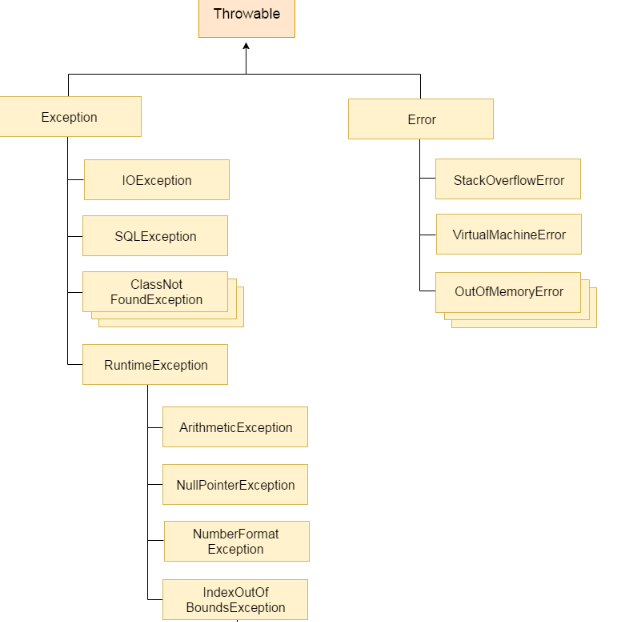 Throwable
Exception
Error
IOException
StackOverflowError
SQLException
VirtualMachineError
ClassNot
FoundException
OutOfMemoryError
RuntimeException
ArithmeticException
NullPointerException
NumberFormat
Exception
IndexOutOf
BoundsException